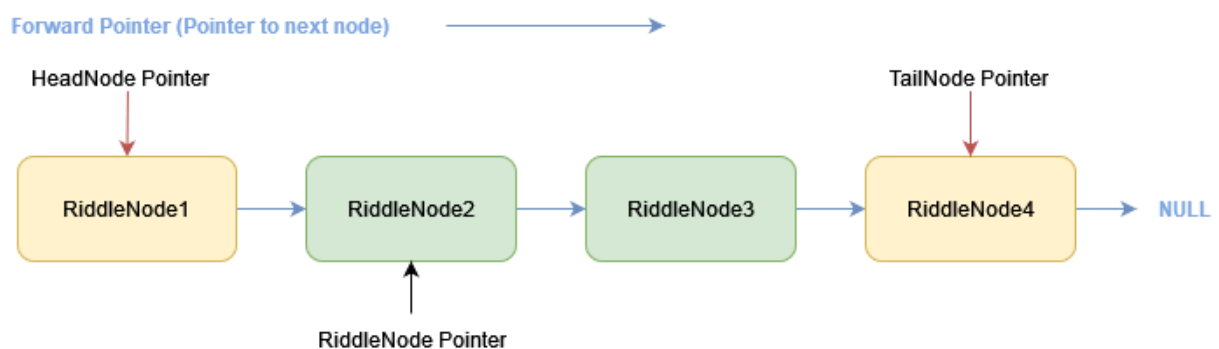 Forward Pointer (Pointer to next node)
HeadNode Pointer
TailNode Pointer
RiddleNode1
RiddleNode2
RiddleNode3
RiddleNode4
NULL
RiddleNode Pointer